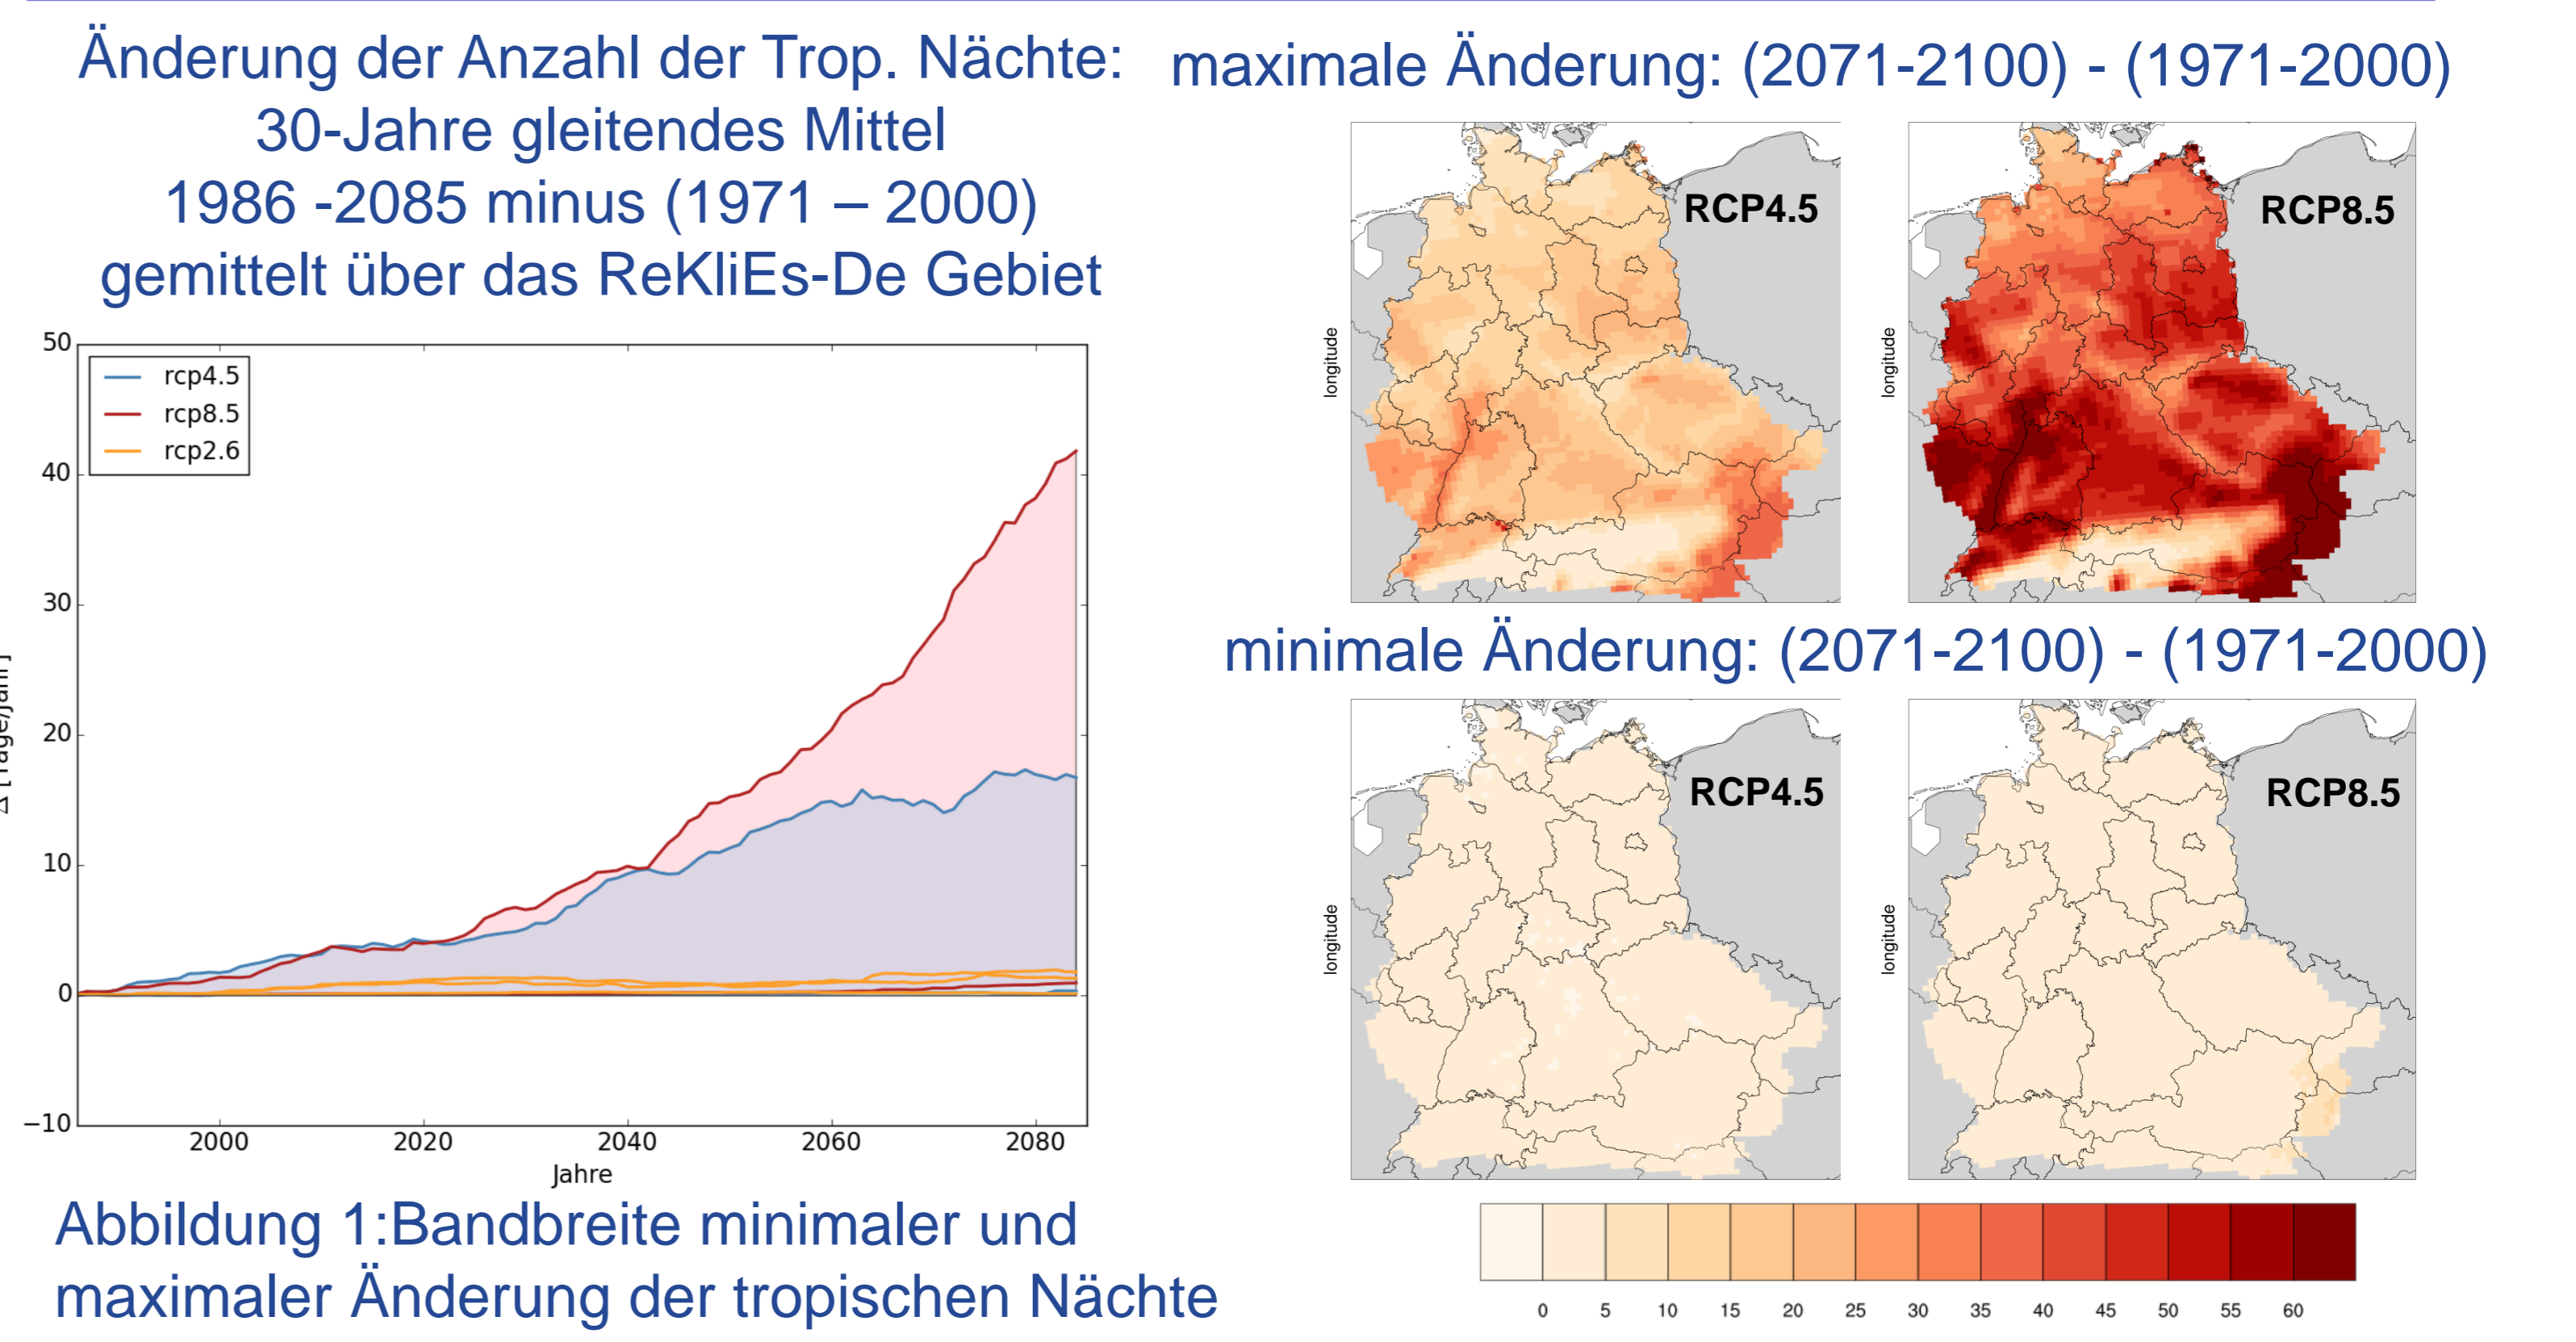 Änderung der Anzahl der Trop. Nächte:
30-Jahre gleitendes Mittel
1986 -2085 minus (1971 – 2000)
gemittelt über das ReKliEs-De Gebiet
50
40
30
20
10
0
−10
rcp4.5
rcp8.5
rcp2.6
2000 2020 2040 2060 2080
Jahre
Abbildung 1:Bandbreite minimaler und
maximaler Änderung der tropischen Nächte
maximale Änderung: (2071-2100) - (1971-2000)
longitude
RCP4.5
longitude
RCP8.5
minimale Änderung: (2071-2100) - (1971-2000)
longitude
RCP4.5
longitude
RCP8.5
0 5 10 15 20 25 30 35 40 45 50 55 60